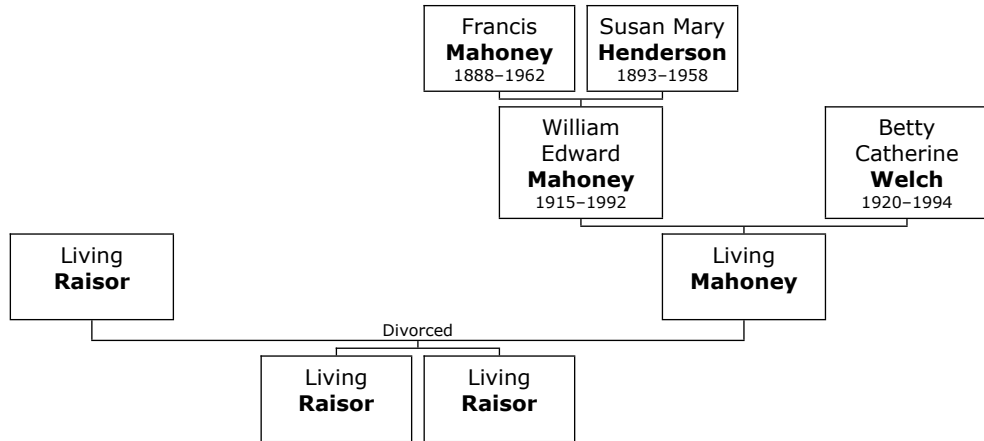 Francis
Mahoney
1888–1962
Susan Mary
Henderson
1893–1958
William
Edward
Mahoney
1915–1992
Betty
Catherine
Welch
1920–1994
Living
Raisor
Living
Mahoney
Divorced
Living
Raisor
Living
Raisor